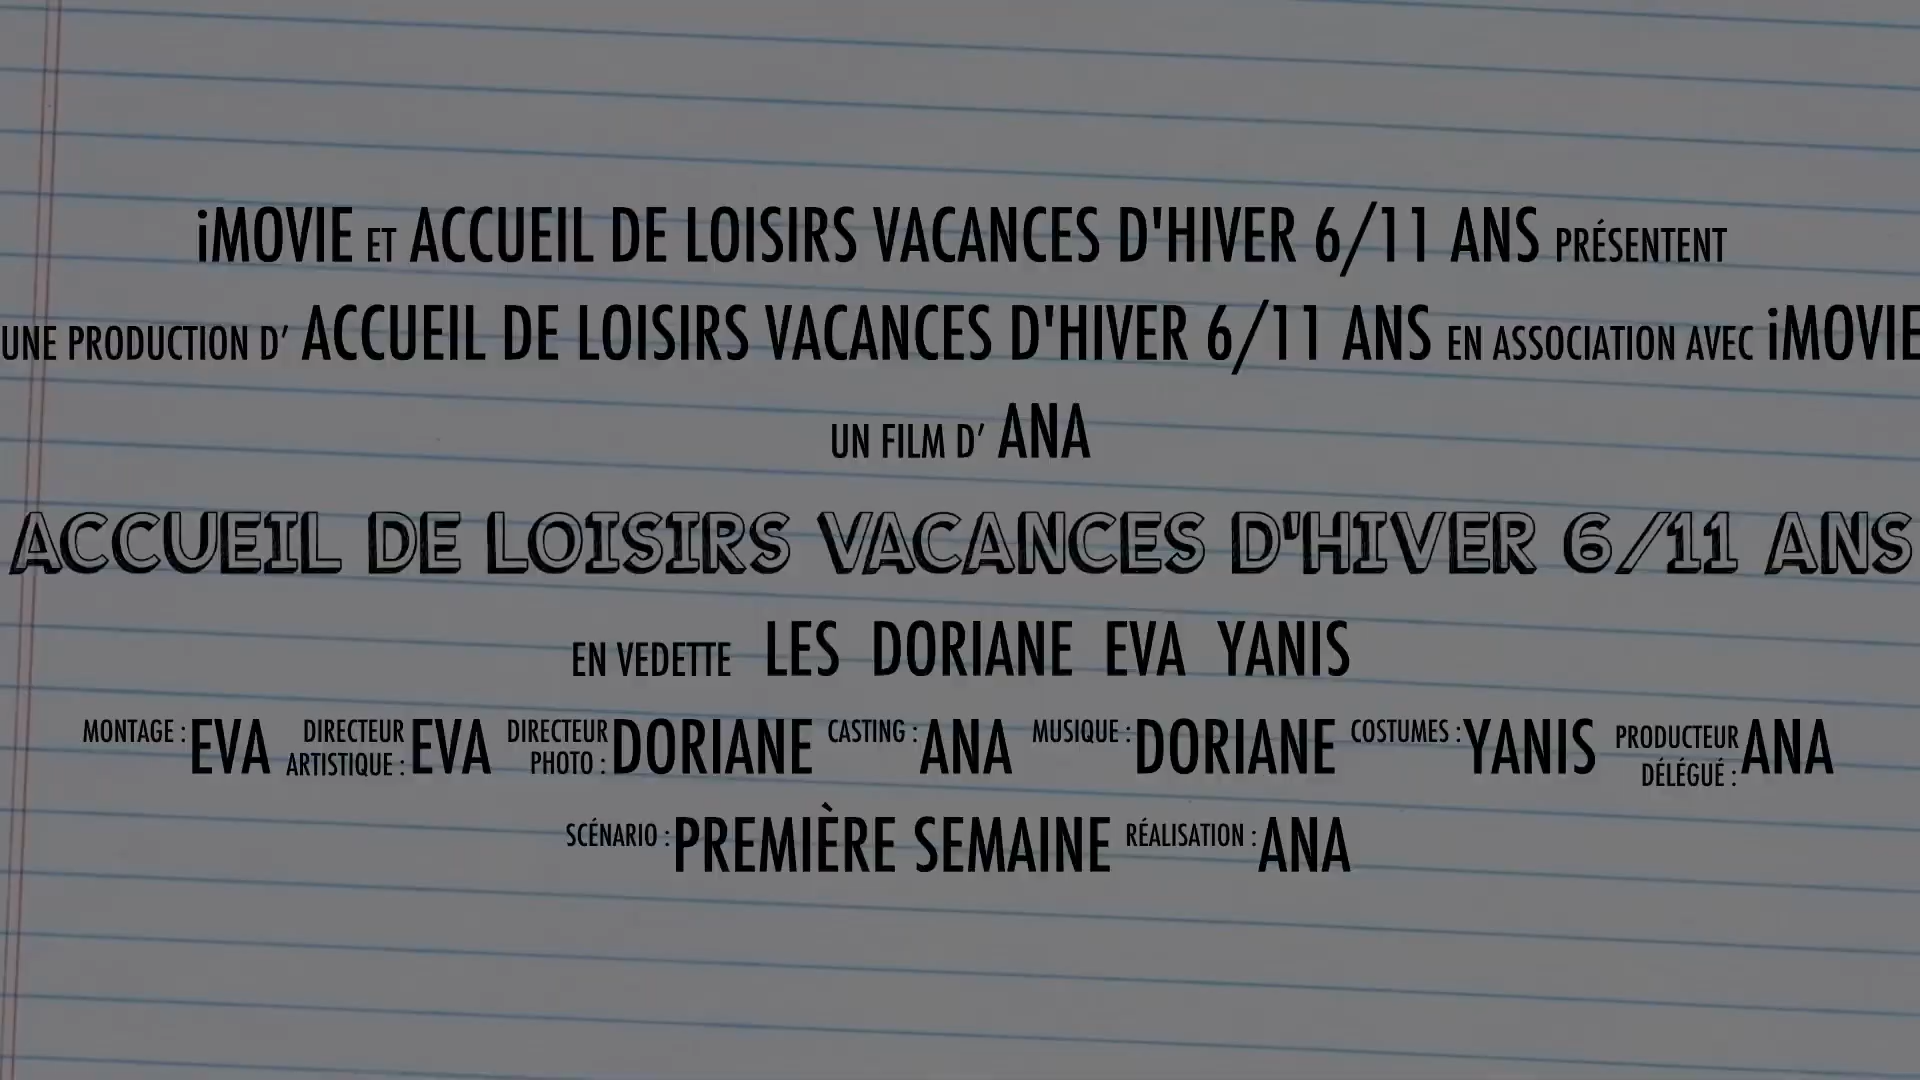 iMOVIE ET ACCUEIL DE LOISIRS VACANCES D'HIVER 6/11 ANS PRÉSENTENT
UNE PRODUCTION D’ ACCUEIL DE LOISIRS VACANCES D'HIVER 6/11 ANS EN ASSOCIATION AVEC iMOVIE
UN FILM D’ ANA
ACCUEIL DE LOISIRS VACANCES D'HIVER 6/11 ANS
EN VEDETTE LES DORIANE EVA YANIS
MONTAGE : EVA DIRECTEUR ARTISTIQUE : EVA DIRECTEUR PHOTO : DORIANE CASTING : ANA MUSIQUE : DORIANE COSTUMES : YANIS PRODUCTEUR DÉLÉGUÉ : ANA
SCÉNARIO : PREMIÈRE SEMAINE RÉALISATION : ANA